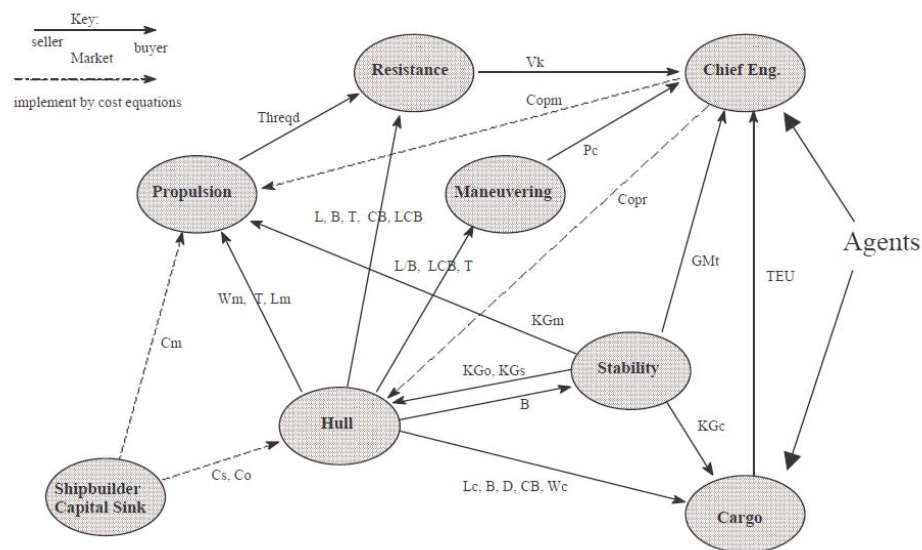 Key:
seller
buyer
Market
implement by cost equations
Resistance
Vk
Chief Eng.
Copm
Threqd
Pc
Propulsion
Maneuvering
Copr
L, B, T, CB, LCB
Agents
L/B, LCB, T
GMt
TEU
Wm, T, Lm
KGm
Cm
KGo, KGs
Stability
B
Hull
KGc
Cs, Co
Lc, B, D, CB, Wc
Shipbuilder
Capital Sink
Cargo